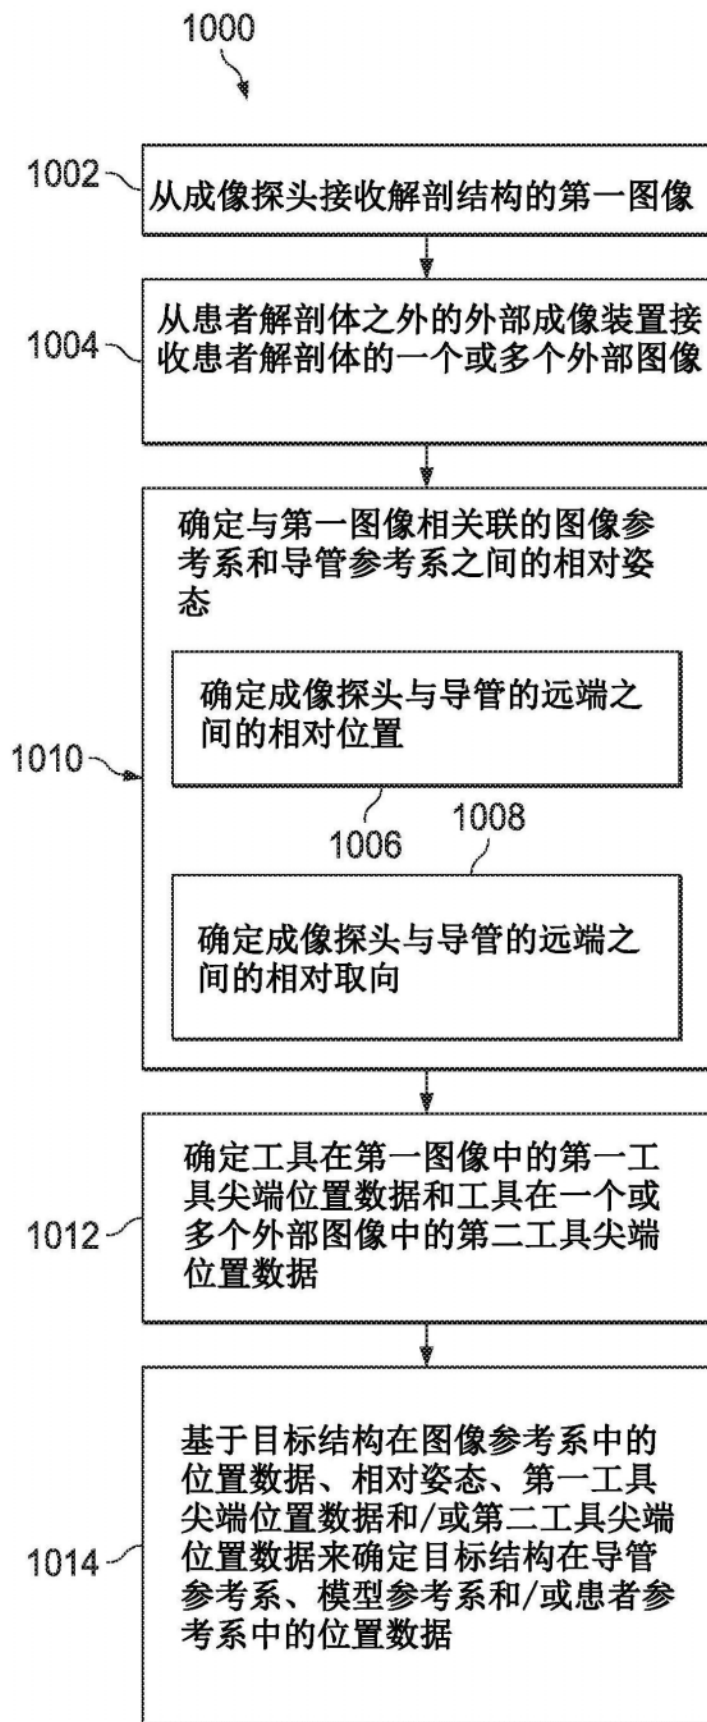 1000
1002
从成像探头接收解剖结构的第一图像
1004
从患者解剖体之外的外部成像装置接
收患者解剖体的一个或多个外部图像
确定与第一图像相关联的图像参
考系和导管参考系之间的相对姿
态
确定成像探头与导管的远端之
间的相对位置
1010
1006
1008
确定成像探头与导管的远端之
间的相对取向
1012
确定工具在第一图像中的第一工
具尖端位置数据和工具在一个或
多个外部图像中的第二工具尖端
位置数据
1014
基于目标结构在图像参考系中的
位置数据、相对姿态、第一工具
尖端位置数据和/或第二工具尖端
位置数据来确定目标结构在导管
参考系、模型参考系和/或患者参
考系中的位置数据